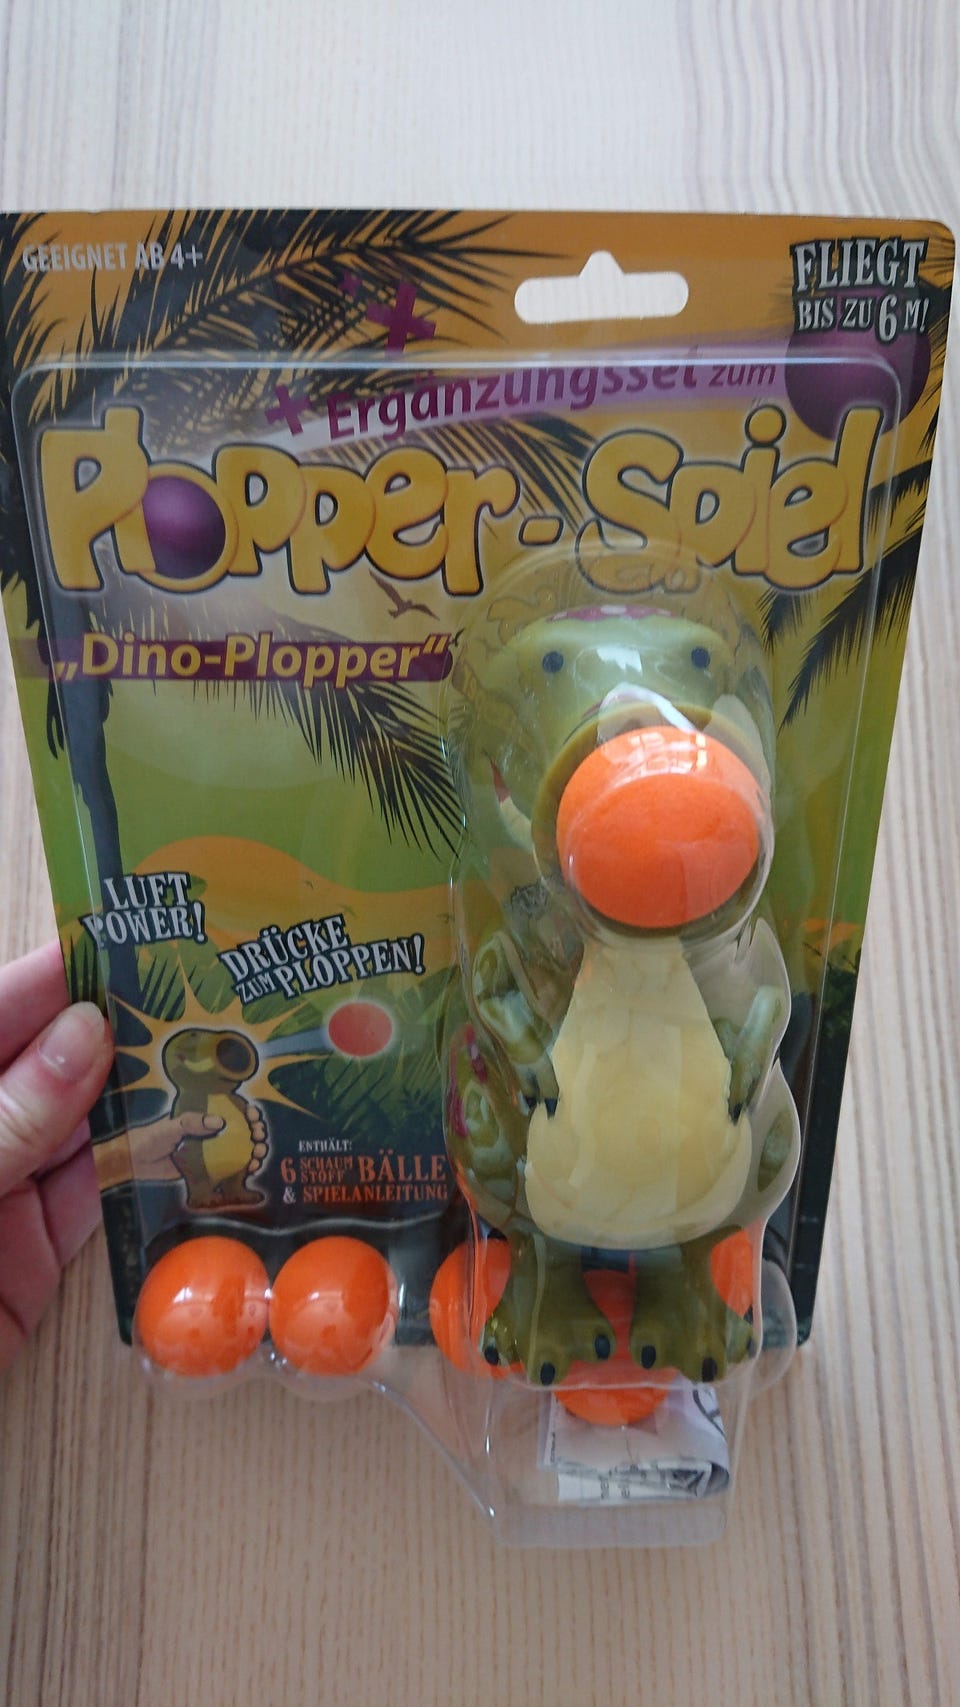 GEEIGNET AB 4+
FLIEGT
BIS ZU 6 M!
+ + Ergänzungsset zum
Plopper-Spiel
„Dino-Plopper“
LUFT
POWER!
DRÜCKE
ZUM PLOPPEN!
ENTHÄLT:
6 SCHAUM STOFF BÄLLE
& SPIELANLEITUNG